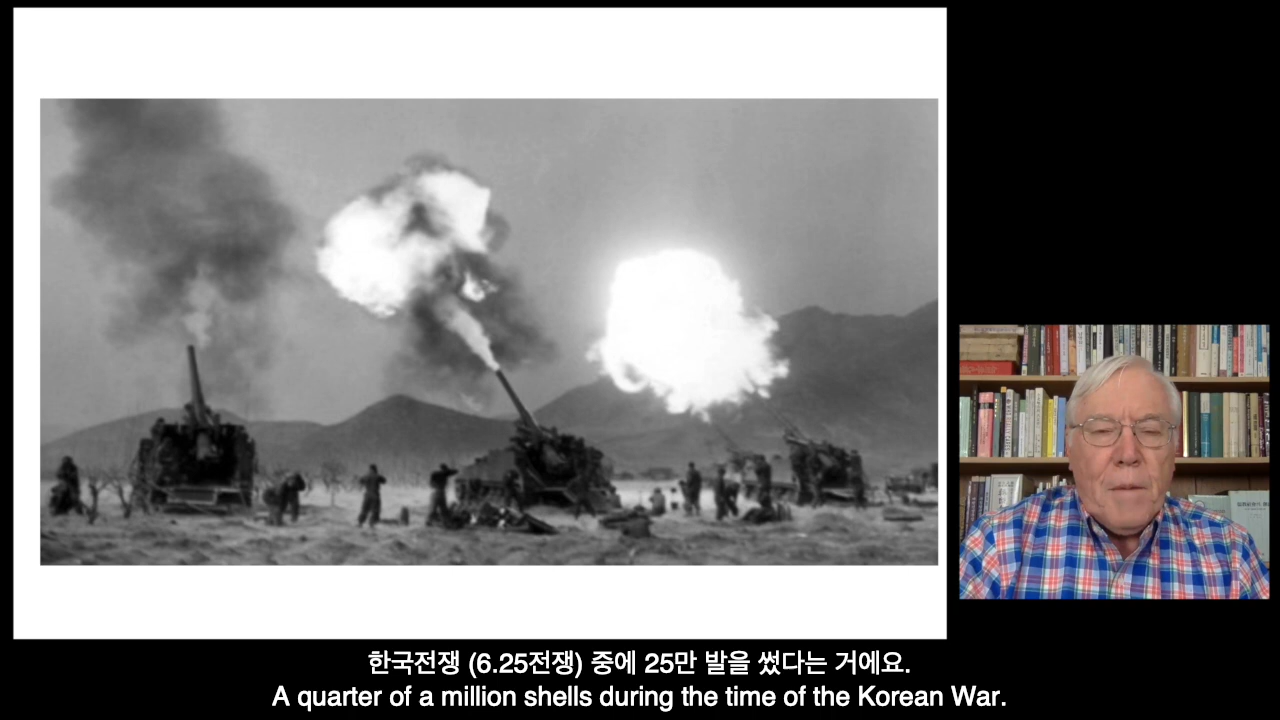 한국전쟁 (6.25전쟁) 중에 25만 발을 썼다는 거에요.
A quarter of a million shells during the time of the Korean War.